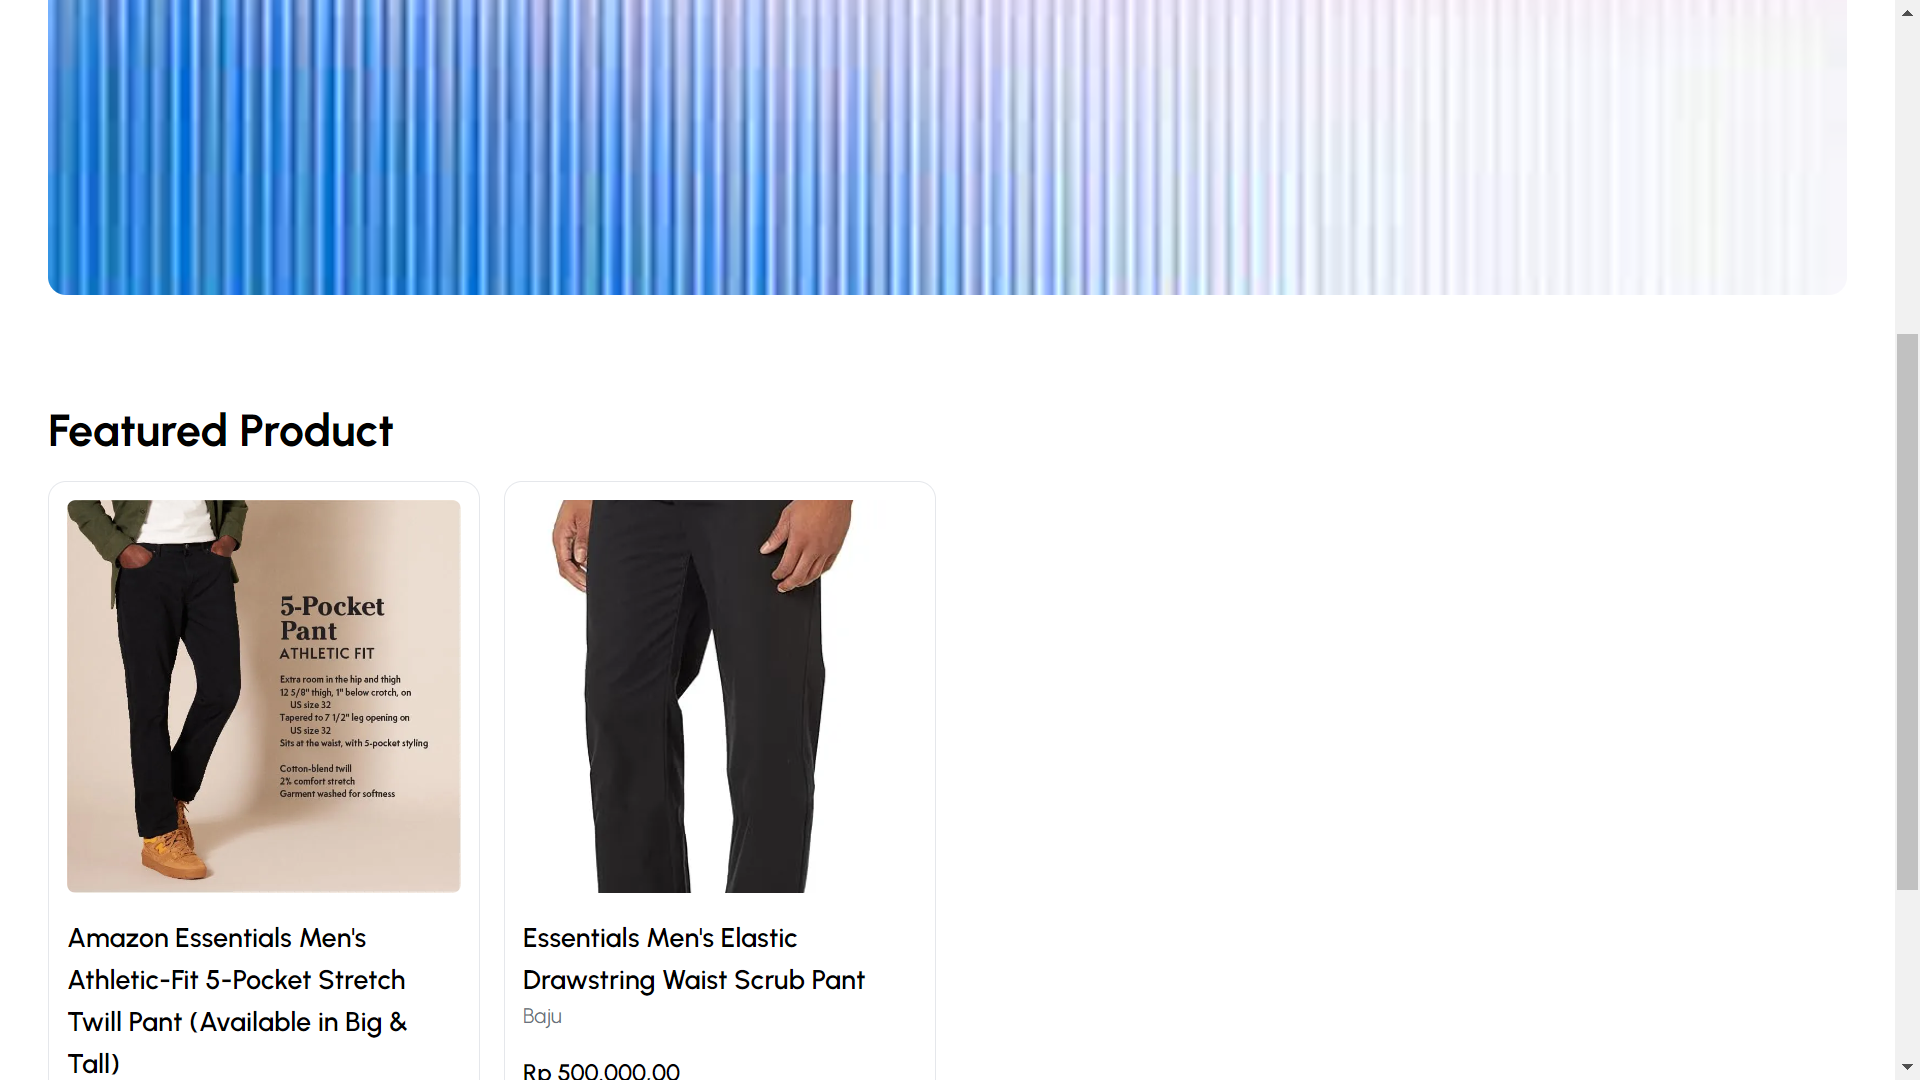 Featured Product
5-Pocket
Pant
ATHLETIC FIT
Extra room in the hip and thigh
12 5/8" thigh, 1" below crotch, on
US size 32
Tapered to 7 1/2" leg opening on
US size 32
Sits at the waist, with 5-pocket styling
Cotton-blend twill
2% comfort stretch
Garment washed for softness
Amazon Essentials Men's
Athletic-Fit 5-Pocket Stretch
Twill Pant (Available in Big &
Tall)
Essentials Men's Elastic
Drawstring Waist Scrub Pant
Baju
Rp 500.000,00